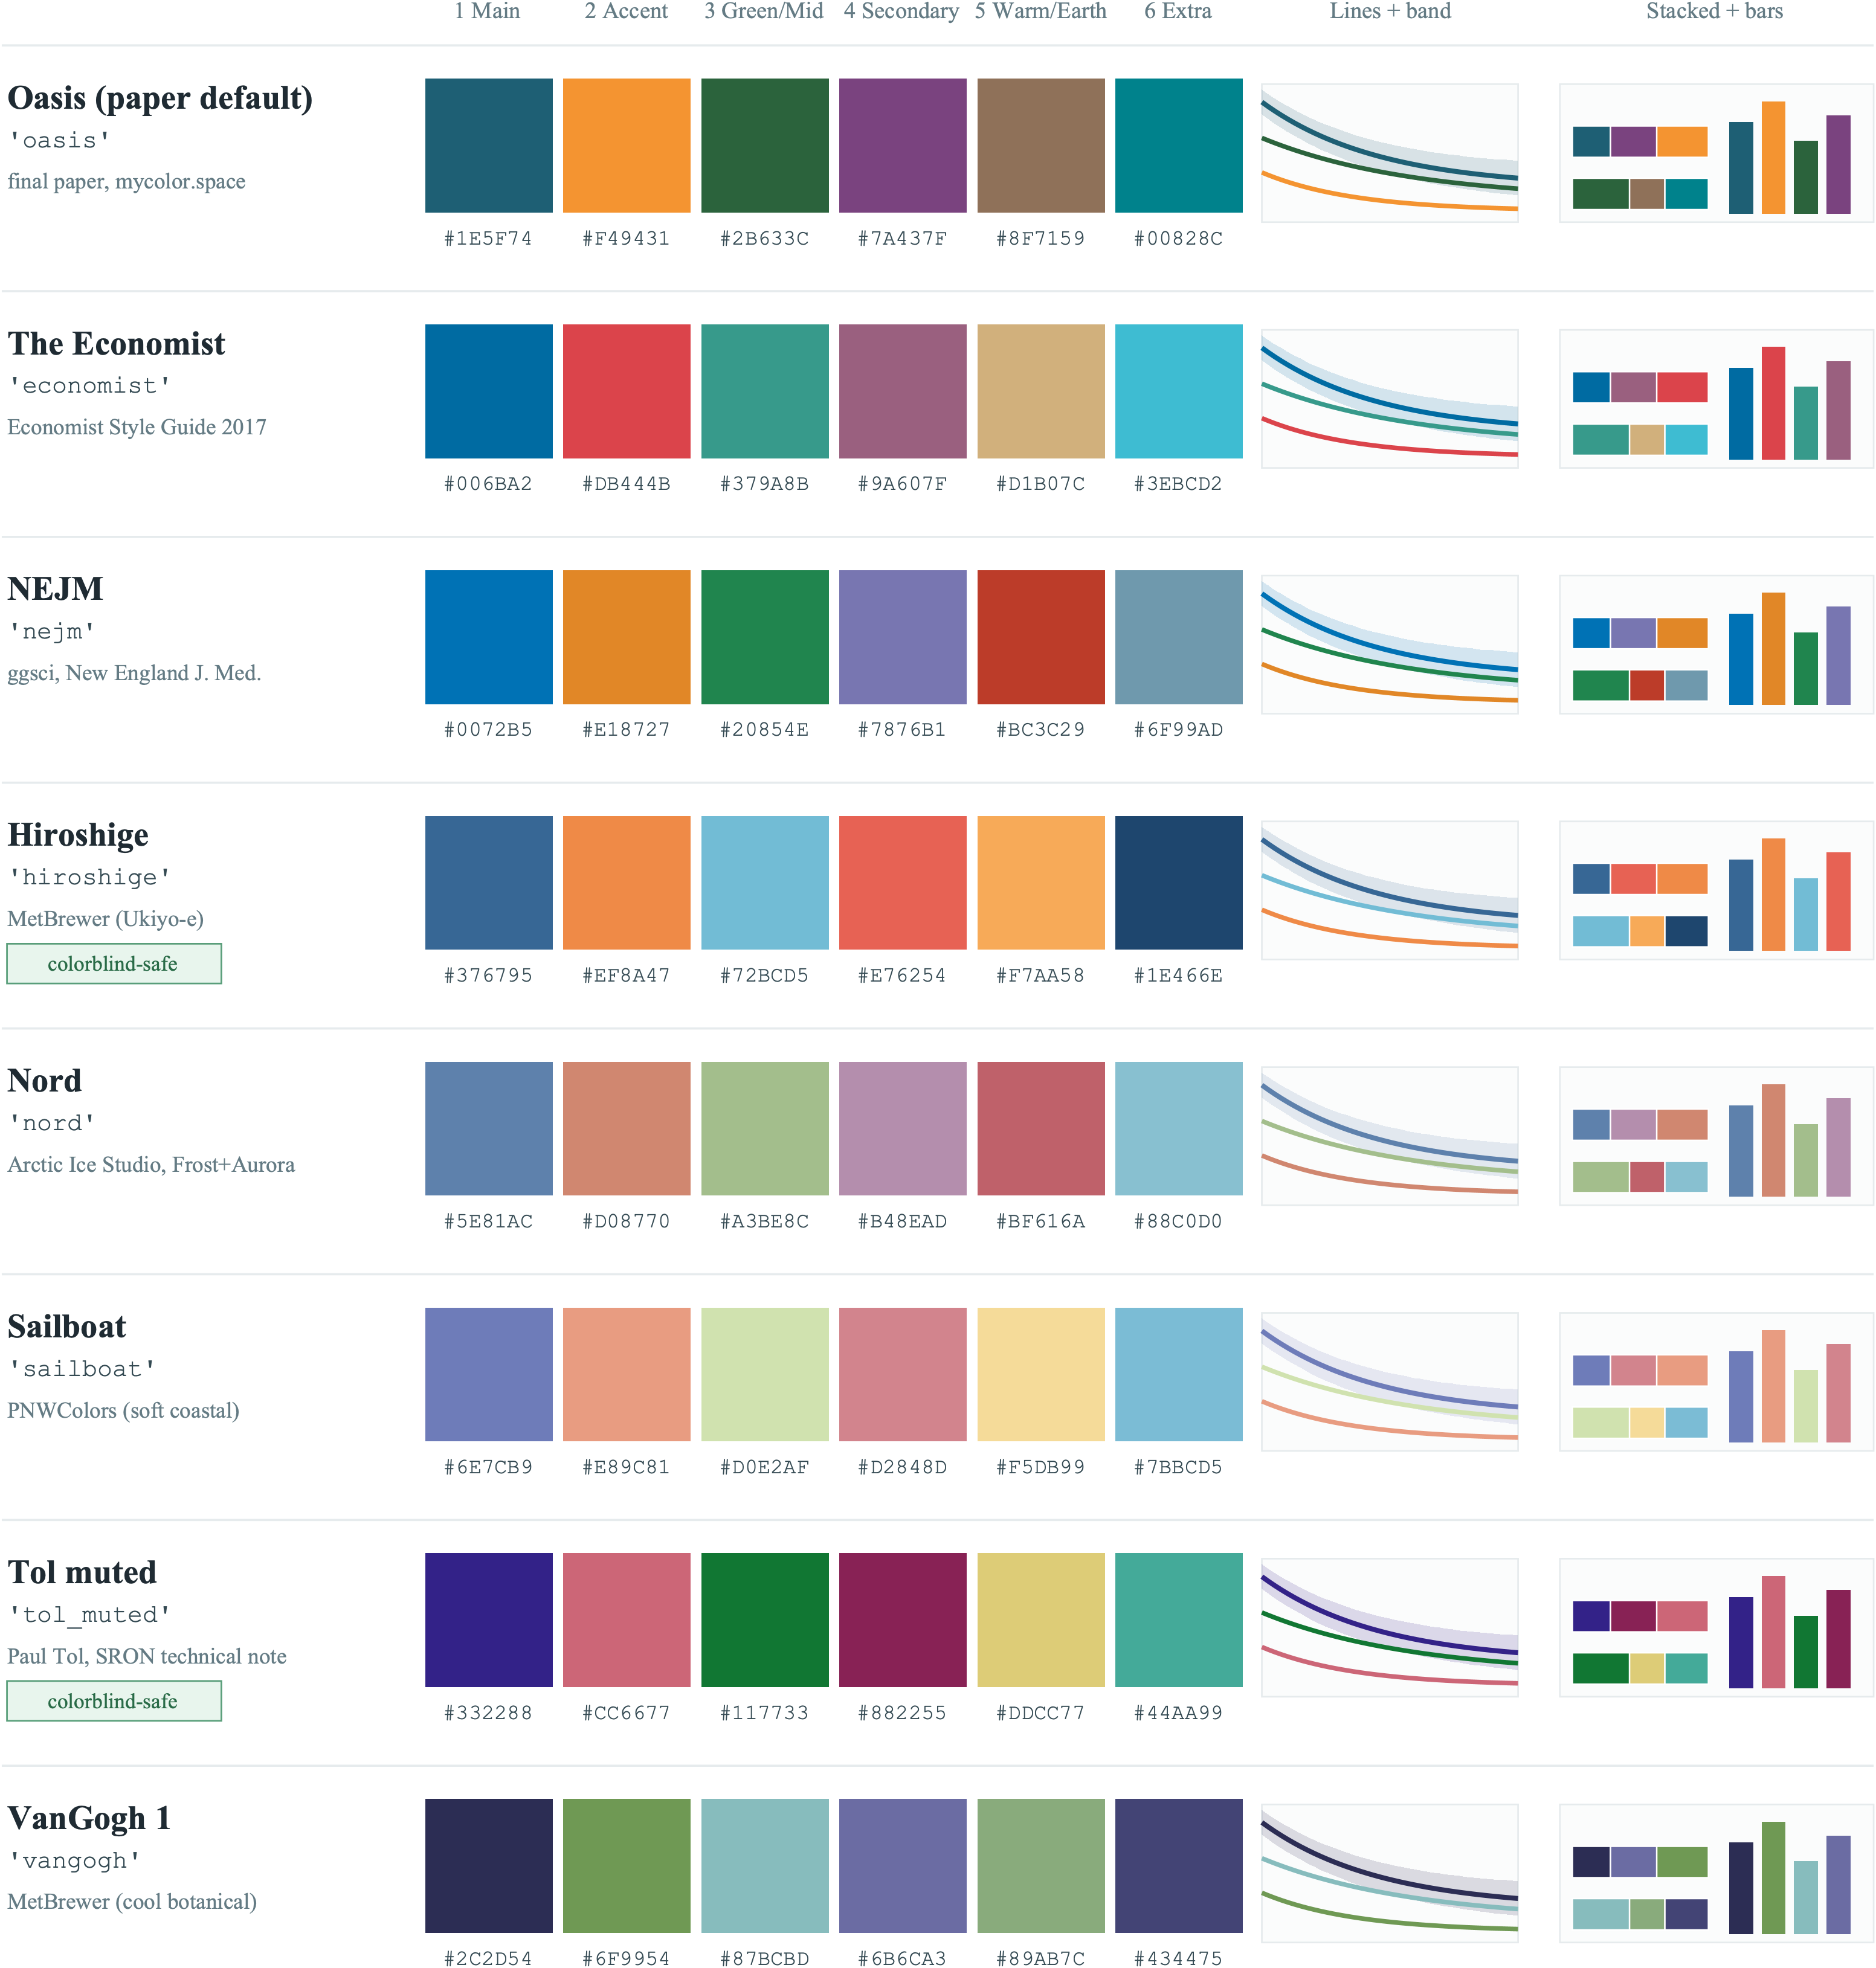 1 Main 2 Accent 3 Green/Mid 4 Secondary 5 Warm/Earth 6 Extra Lines + band Stacked + bars
Oasis (paper default)
'oasis'
final paper, mycolor.space
#1E5F74 #F49431 #2B633C #7A437F #8F7159 #00828C
The Economist
'economist'
Economist Style Guide 2017
#006BA2 #DB444B #379A8B #9A607F #D1B07C #3EBCD2
NEJM
'nejm'
ggsci, New England J. Med.
#0072B5 #E18727 #20854E #7876B1 #BC3C29 #6F99AD
Hiroshige
'hiroshige'
MetBrewer (Ukiyo-e)
colorblind-safe
#376795 #EF8A47 #72BCD5 #E76254 #F7AA58 #1E466E
Nord
'nord'
Arctic Ice Studio, Frost+Aurora
#5E81AC #D08770 #A3BE8C #B48EAD #BF616A #88C0D0
Sailboat
'sailboat'
PNWColors (soft coastal)
#6E7CB9 #E89C81 #D0E2AF #D2848D #F5DB99 #7BBCD5
Tol muted
'tol_muted'
Paul Tol, SRON technical note
colorblind-safe
#332288 #CC6677 #117733 #882255 #DDCC77 #44AA99
VanGogh 1
'vangogh'
MetBrewer (cool botanical)
#2C2D54 #6F9954 #87BCBD #6B6CA3 #89AB7C #434475